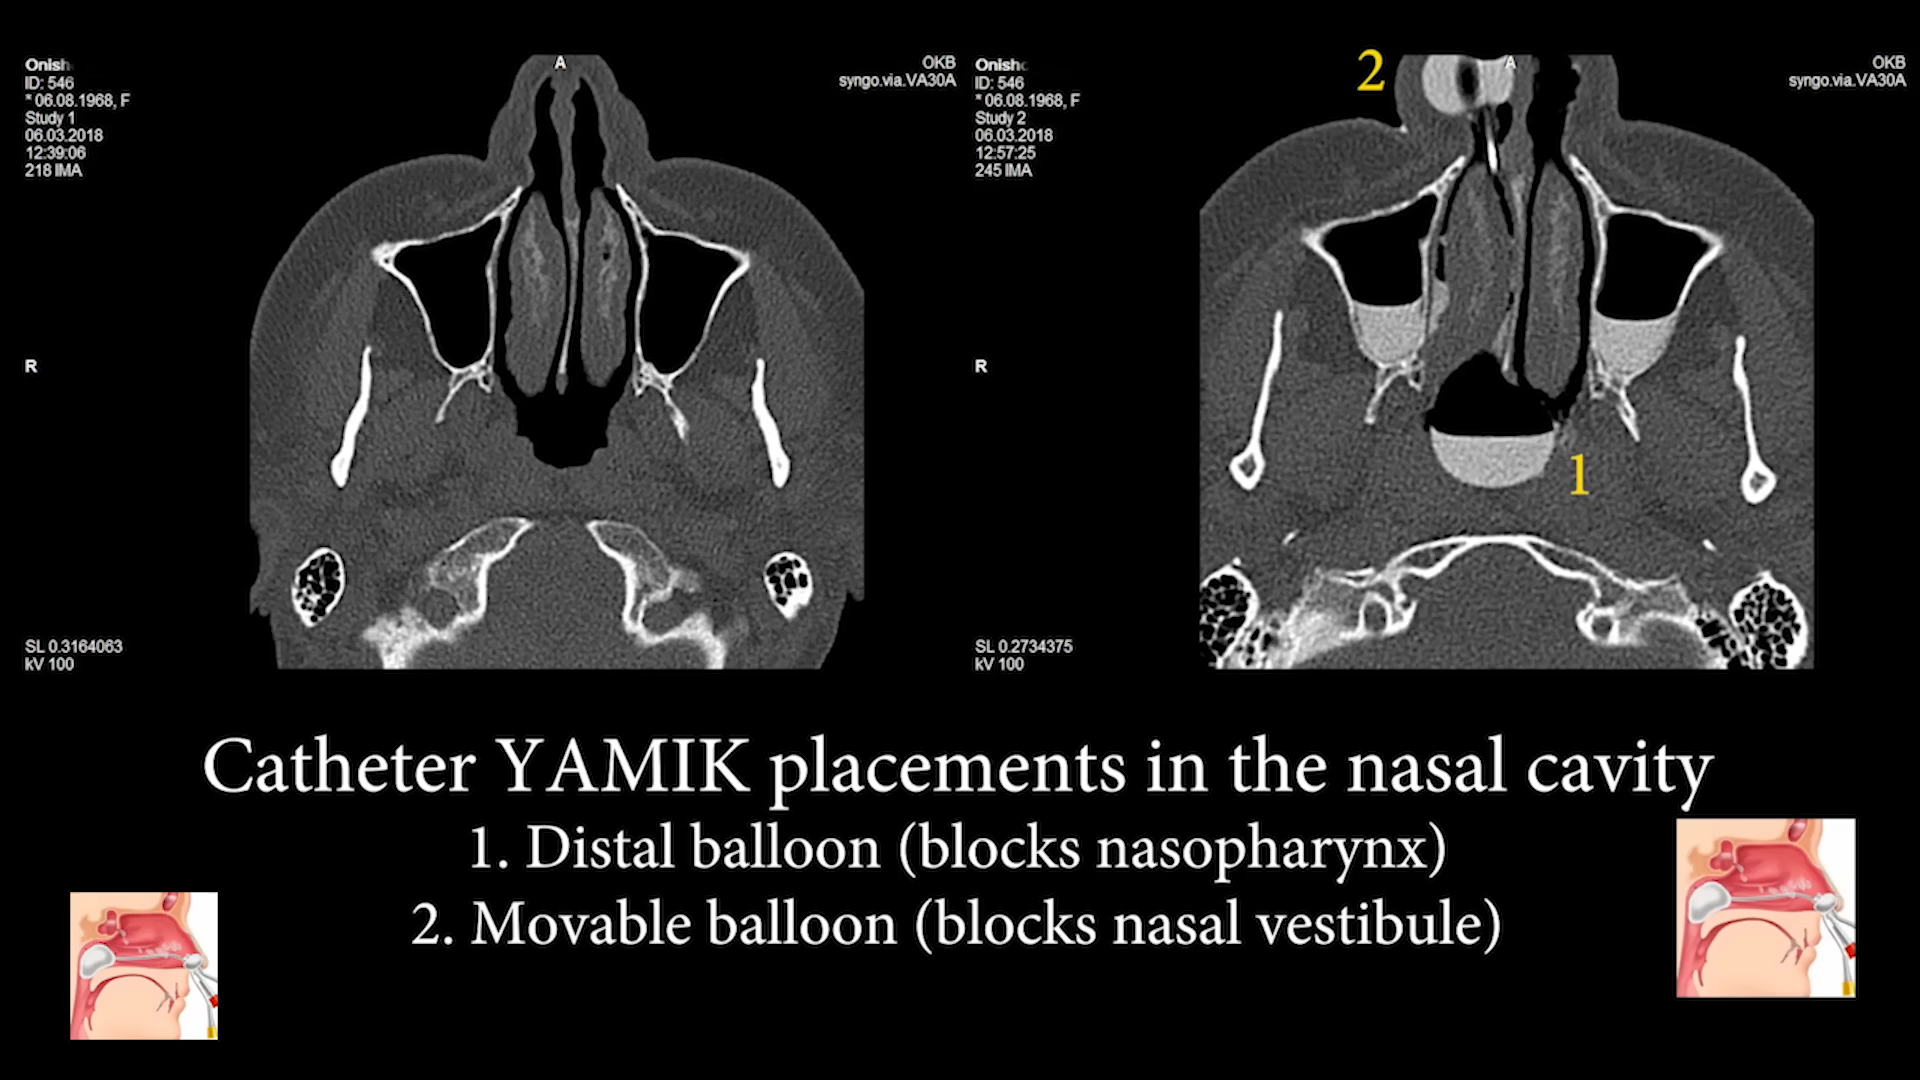 Onish
ID: 546
* 06.08.1968, F
Study 1
06.03.2018
12:39:06
218 IMA
A
OKB
syngo.via.VA30A
R
SL 0.3164063
kV 100
Onish
ID: 546
* 06.08.1968, F
Study 2
06.03.2018
12:57:25
245 IMA
2
A
OKB
syngo.via.VA30A
R
1
SL 0.2734375
kV 100
Catheter YAMIK placements in the nasal cavity
1. Distal balloon (blocks nasopharynx)
2. Movable balloon (blocks nasal vestibule)